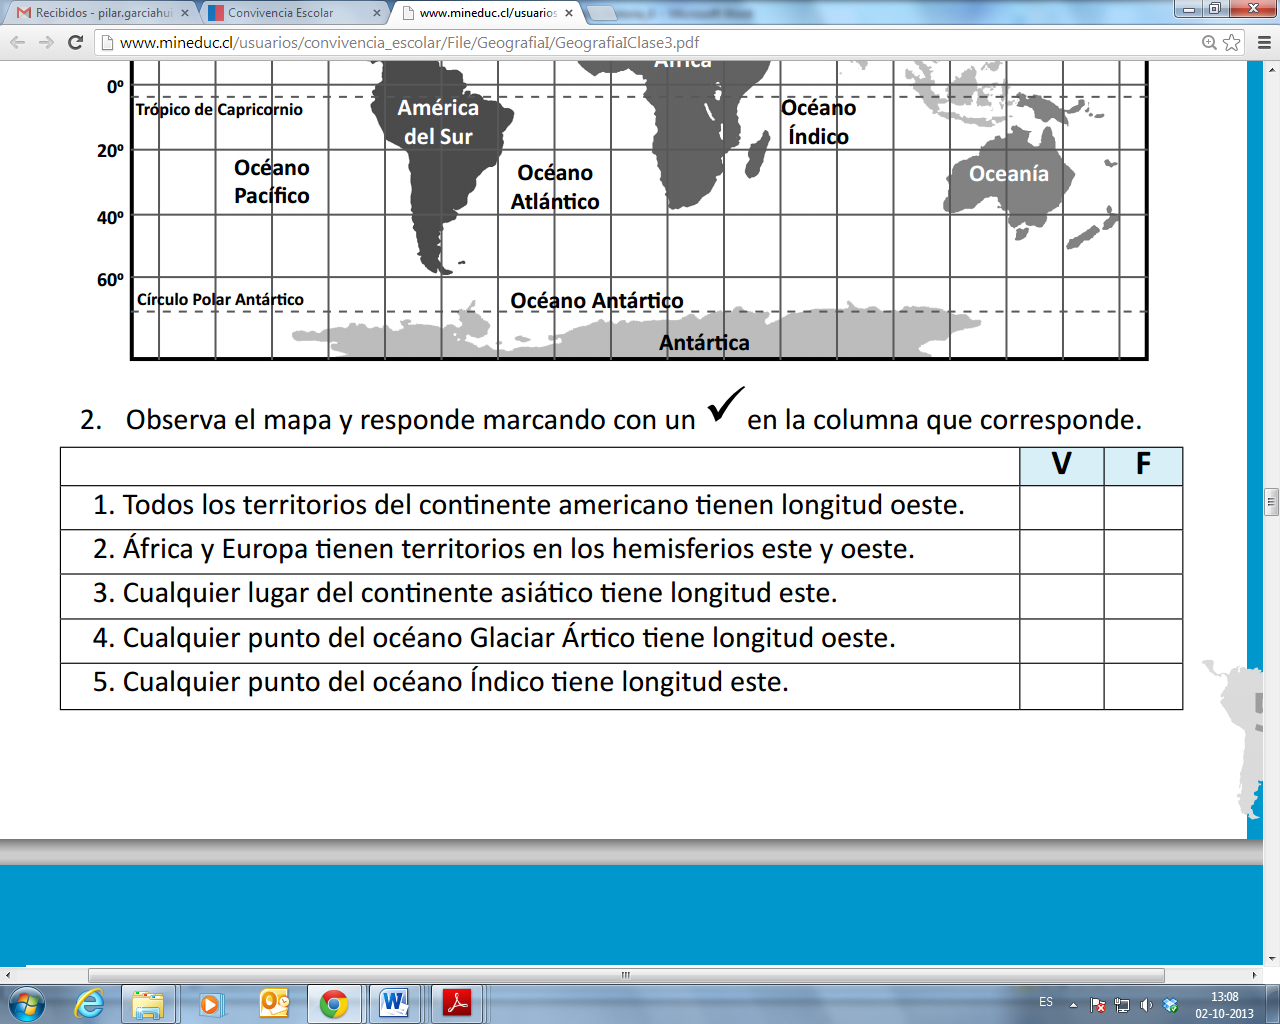 Recibidos - pilar.garciahui
Convivencia Escolar
www.mineduc.cl/usuarios
www.mineduc.cl/usuarios/convivencia_escolar/File/GeografiaI/GeografiaIClase3.pdf
África
0º
Trópico de Capricornio
América
del Sur
Océano
Índico
20º
Océano
Pacífico
Océano
Atlántico
Oceanía
40º
60º
Círculo Polar Antártico
Océano Antártico
Antártica
2. Observa el mapa y responde marcando con un ✓ en la columna que corresponde.
V F
1. Todos los territorios del continente americano tienen longitud oeste.
2. África y Europa tienen territorios en los hemisferios este y oeste.
3. Cualquier lugar del continente asiático tiene longitud este.
4. Cualquier punto del océano Glaciar Ártico tiene longitud oeste.
5. Cualquier punto del océano Índico tiene longitud este.
ES
13:08
02-10-2013